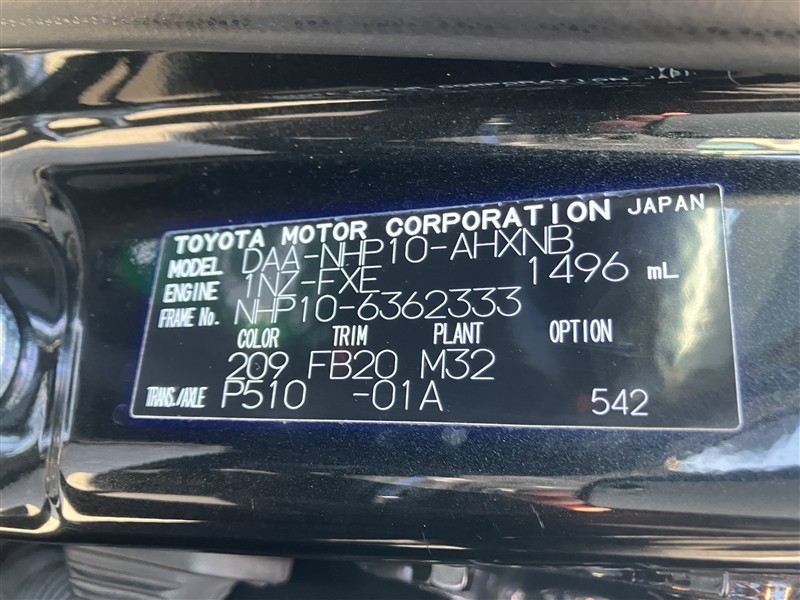 TOYOTA MOTOR CORPORATION JAPAN
MODEL DAA-NHP10-AHXNB
ENGINE 1NZ-FXE 1496 mL
FRAME No. NHP10-6362333
COLOR TRIM PLANT OPTION
209 FB20 M32
TRANS./AXLE P510 -01A 542